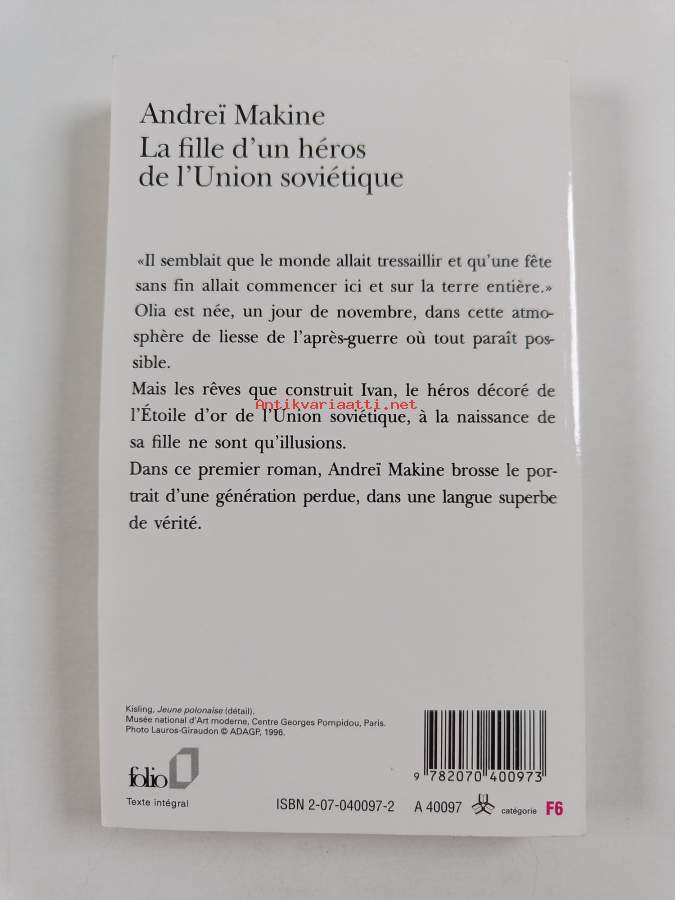 Andreï Makine
La fille d'un héros
de l'Union soviétique
«Il semblait que le monde allait tressaillir et qu'une fête
sans fin allait commencer ici et sur la terre entière.»
Olia est née, un jour de novembre, dans cette atmo-
sphère de liesse de l'après-guerre où tout paraît pos-
sible.
Mais les rêves que construit Ivan, le héros décoré de
Antikvariaatti.net
l'Étoile d'or de l'Union soviétique, à la naissance de
sa fille ne sont qu'illusions.
Dans ce premier roman, Andreï Makine brosse le por-
trait d'une génération perdue, dans une langue superbe
de vérité.
Kisling, Jeune polonaise (détail).
Musée national d'Art moderne, Centre Georges Pompidou, Paris.
Photo Lauros-Giraudon © ADAGP, 1996.
folio
Texte intégral
9 782070 400973
ISBN 2-07-040097-2 A 40097 catégorie F6